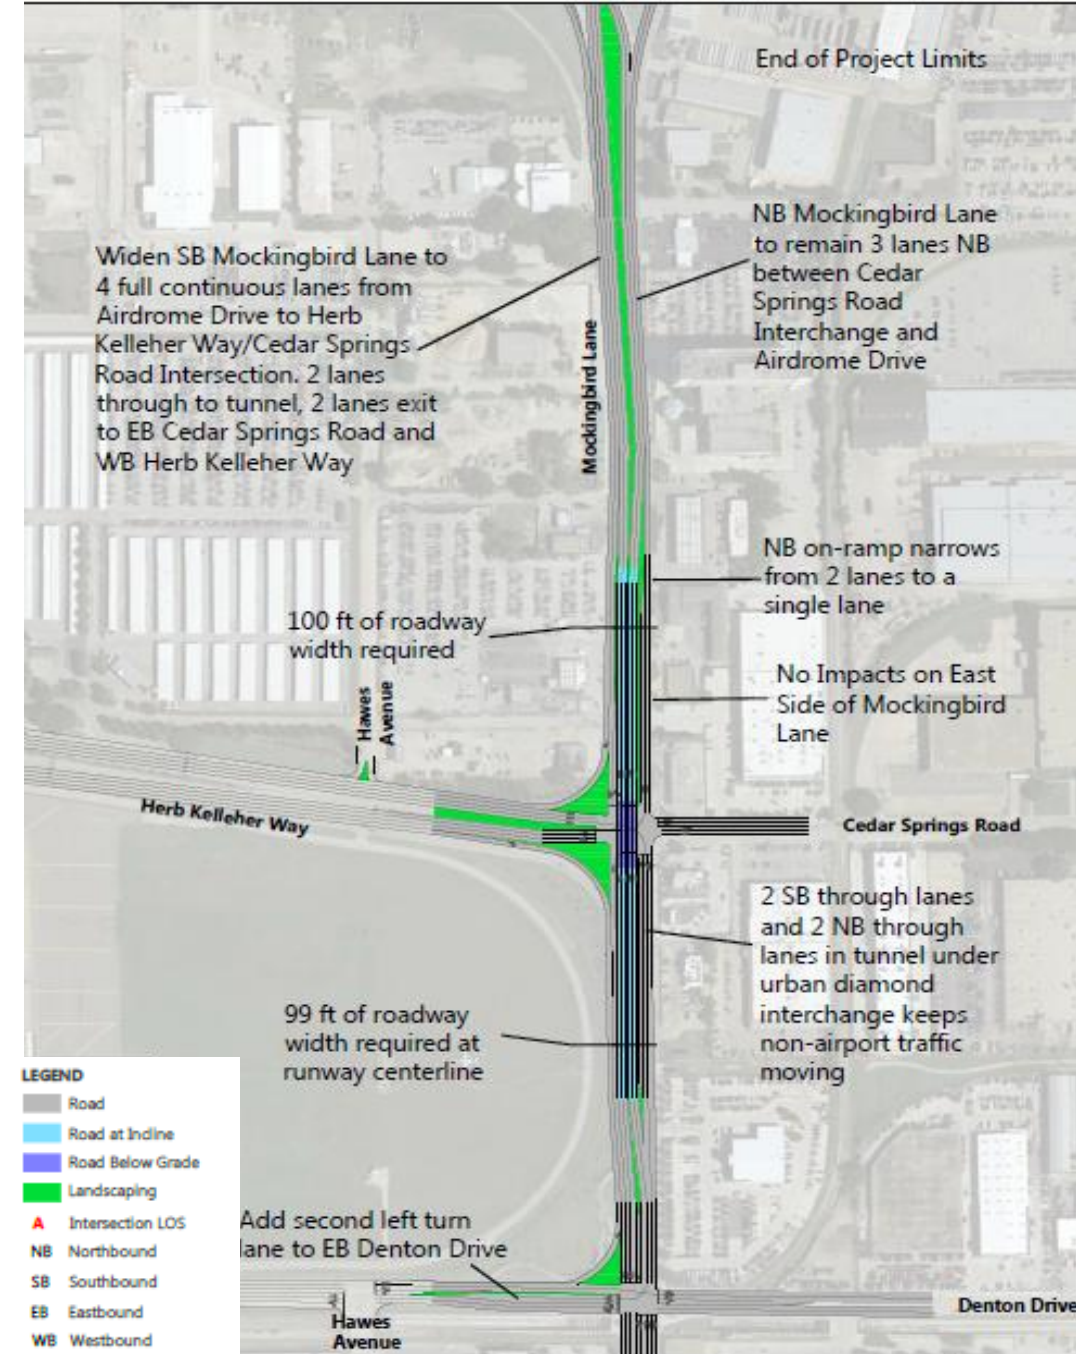 End of Project Limits
NB Mockingbird Lane
to remain 3 lanes NB
between Cedar
Springs Road
Interchange and
Airdrome Drive
Widen SB Mockingbird Lane to
4 full continuous lanes from
Airdrome Drive to Herb
Kelleher Way/Cedar Springs
Road Intersection. 2 lanes
through to tunnel, 2 lanes exit
to EB Cedar Springs Road and
WB Herb Kelleher Way
Mockingbird Lane
NB on-ramp narrows
from 2 lanes to a
single lane
100 ft of roadway
width required
No Impacts on East
Side of Mockingbird
Lane
Hawes
Avenue
Herb Kelleher Way
Cedar Springs Road
2 SB through lanes
and 2 NB through
lanes in tunnel under
urban diamond
interchange keeps
non-airport traffic
moving
99 ft of roadway
width required at
runway centerline
LEGEND
Road
Road at Incline
Road Below Grade
Landscaping
A Intersection LOS
NB Northbound
SB Southbound
EB Eastbound
WB Westbound
Add second left turn
lane to EB Denton Drive
Hawes
Avenue
Denton Drive